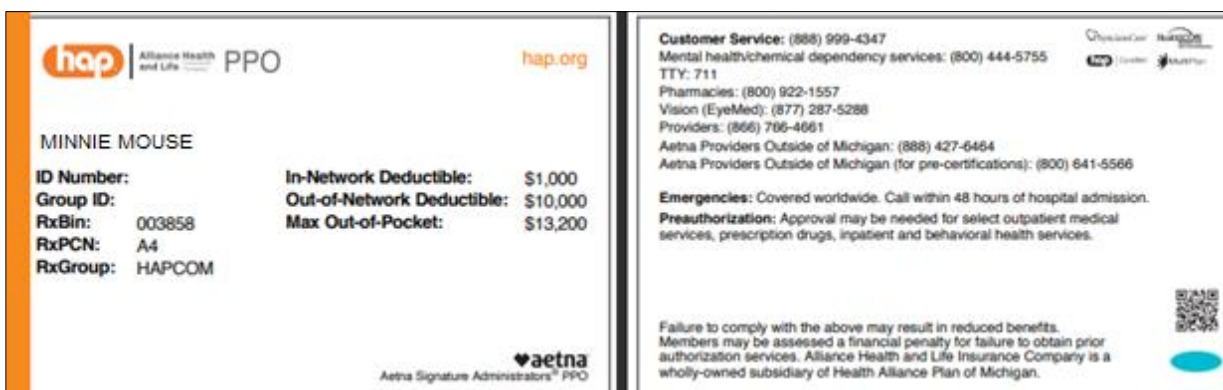 hap Alliance Health and Life PPO
hap.org
MINNIE MOUSE
ID Number:
Group ID:
RxBin: 003858
RxPCN: A4
RxGroup: HAPCOM
In-Network Deductible: $1,000
Out-of-Network Deductible: $10,000
Max Out-of-Pocket: $13,200
aetna
Aetna Signature Administrators® PPO
Customer Service: (888) 999-4347
Mental health/chemical dependency services: (800) 444-5755
TTY: 711
Pharmacies: (800) 922-1557
Vision (EyeMed): (877) 287-5288
Providers: (866) 766-4661
Aetna Providers Outside of Michigan: (888) 427-6464
Aetna Providers Outside of Michigan (for pre-certifications): (800) 641-5566
hap
Emergencies: Covered worldwide. Call within 48 hours of hospital admission.
Preauthorization: Approval may be needed for select outpatient medical
services, prescription drugs, inpatient and behavioral health services.
Failure to comply with the above may result in reduced benefits.
Members may be assessed a financial penalty for failure to obtain prior
authorization services. Alliance Health and Life Insurance Company is a
wholly-owned subsidiary of Health Alliance Plan of Michigan.